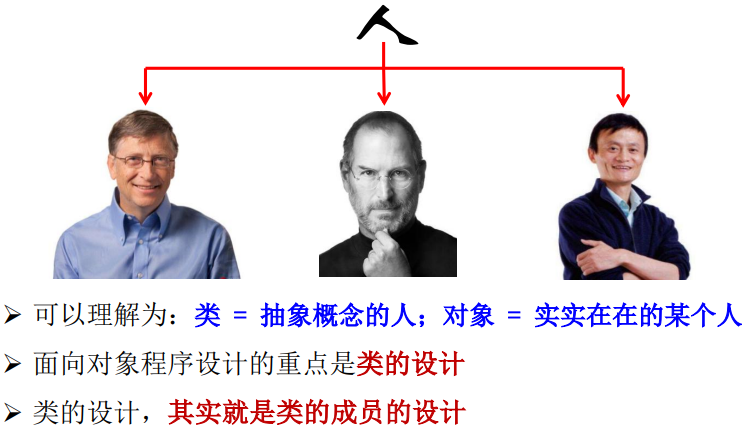 人
➢ 可以理解为：类 = 抽象概念的人；对象 = 实实在在的某个人
➢ 面向对象程序设计的重点是类的设计
➢ 类的设计，其实就是类的成员的设计